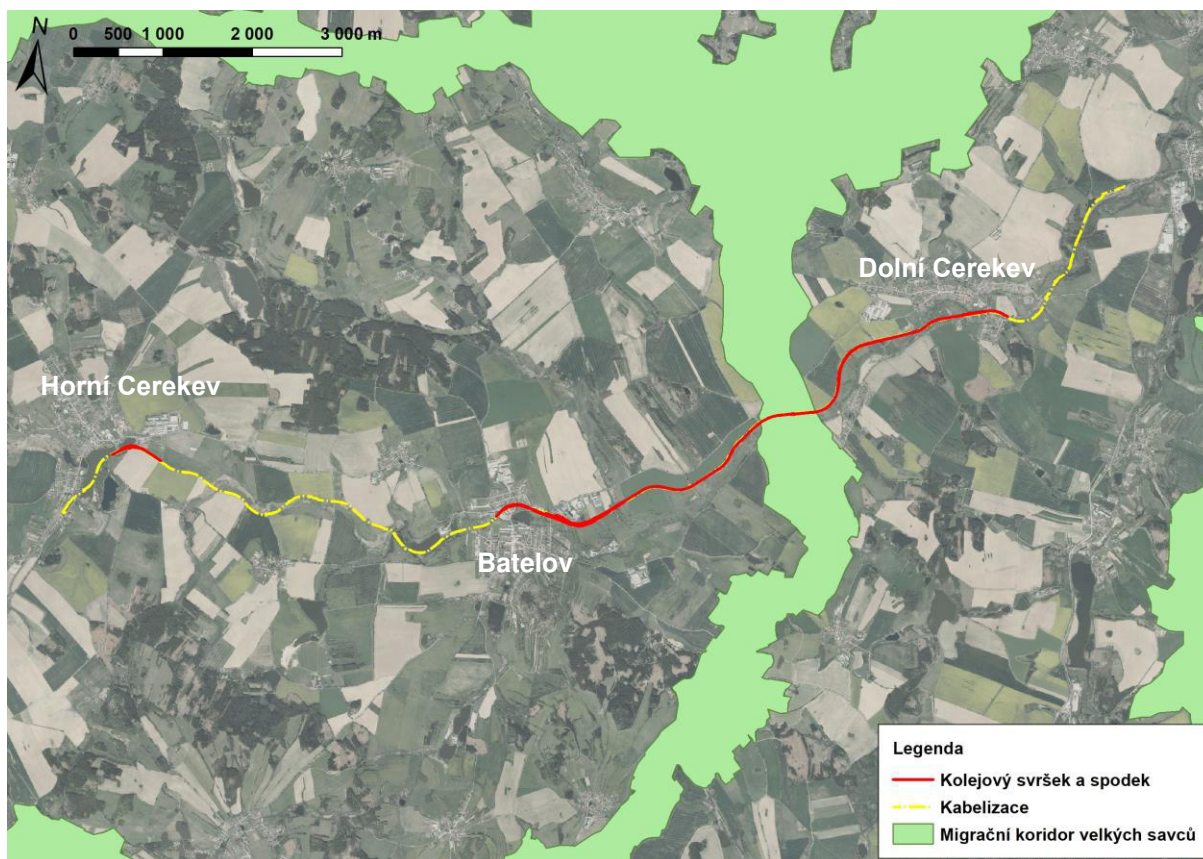 N
0 500 1 000 2 000 3 000 m
Dolní Cerekev
Horní Cerekev
Batelov
Legenda
Kolejový svršek a spodek
Kabelizace
Migrační koridor velkých savců